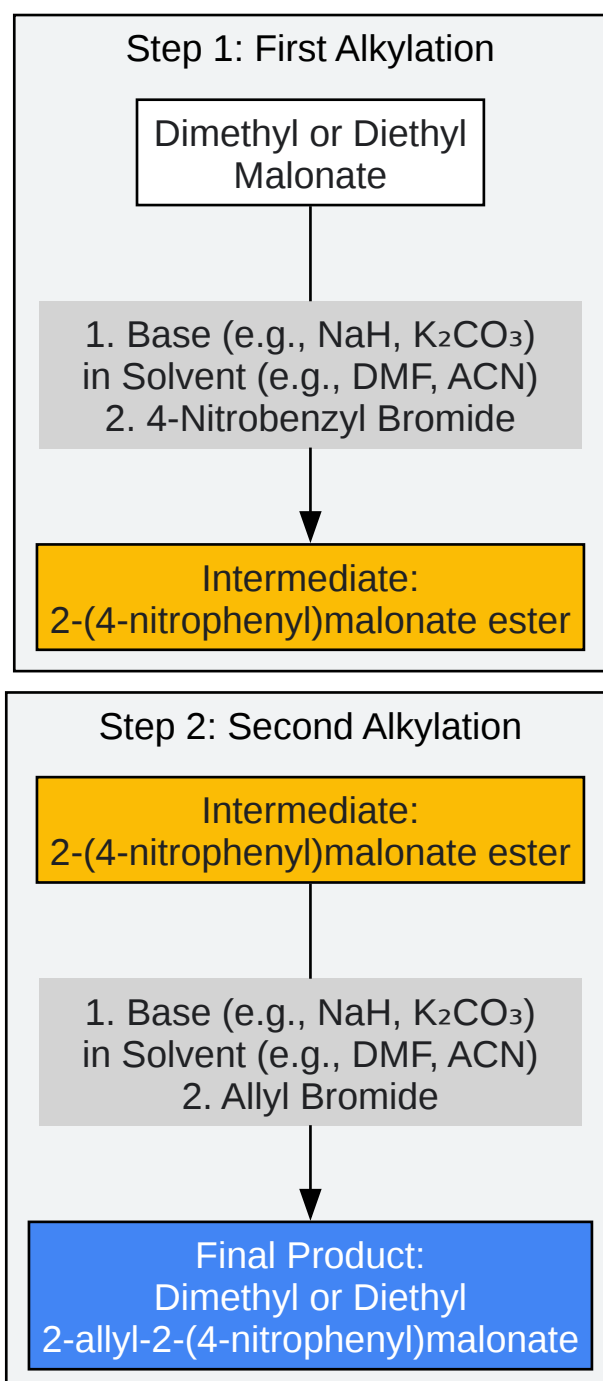 Step 1: First Alkylation
Dimethyl or Diethyl
Malonate
1. Base (e.g., NaH, K₂CO₃)
in Solvent (e.g., DMF, ACN)
2. 4-Nitrobenzyl Bromide
Intermediate:
2-(4-nitrophenyl)malonate ester
Step 2: Second Alkylation
Intermediate:
2-(4-nitrophenyl)malonate ester
1. Base (e.g., NaH, K₂CO₃)
in Solvent (e.g., DMF, ACN)
2. Allyl Bromide
Final Product:
Dimethyl or Diethyl
2-allyl-2-(4-nitrophenyl)malonate